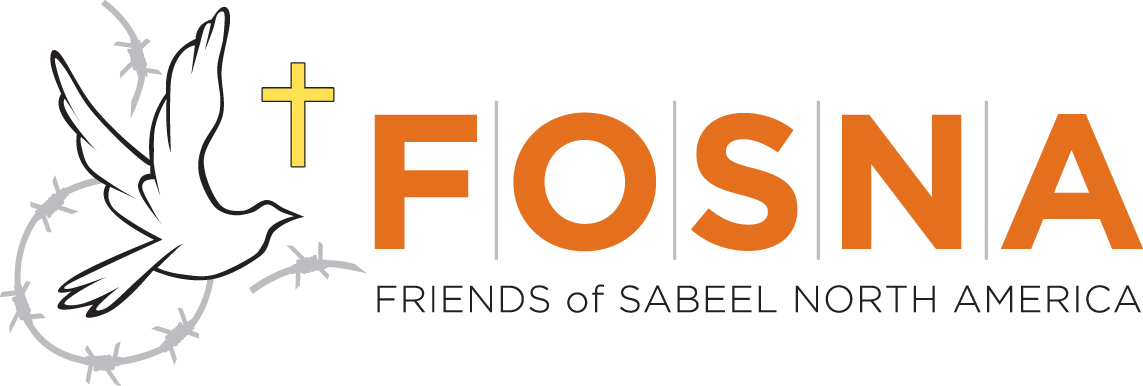 FOSNA
FRIENDS of SABEEL NORTH AMERICA